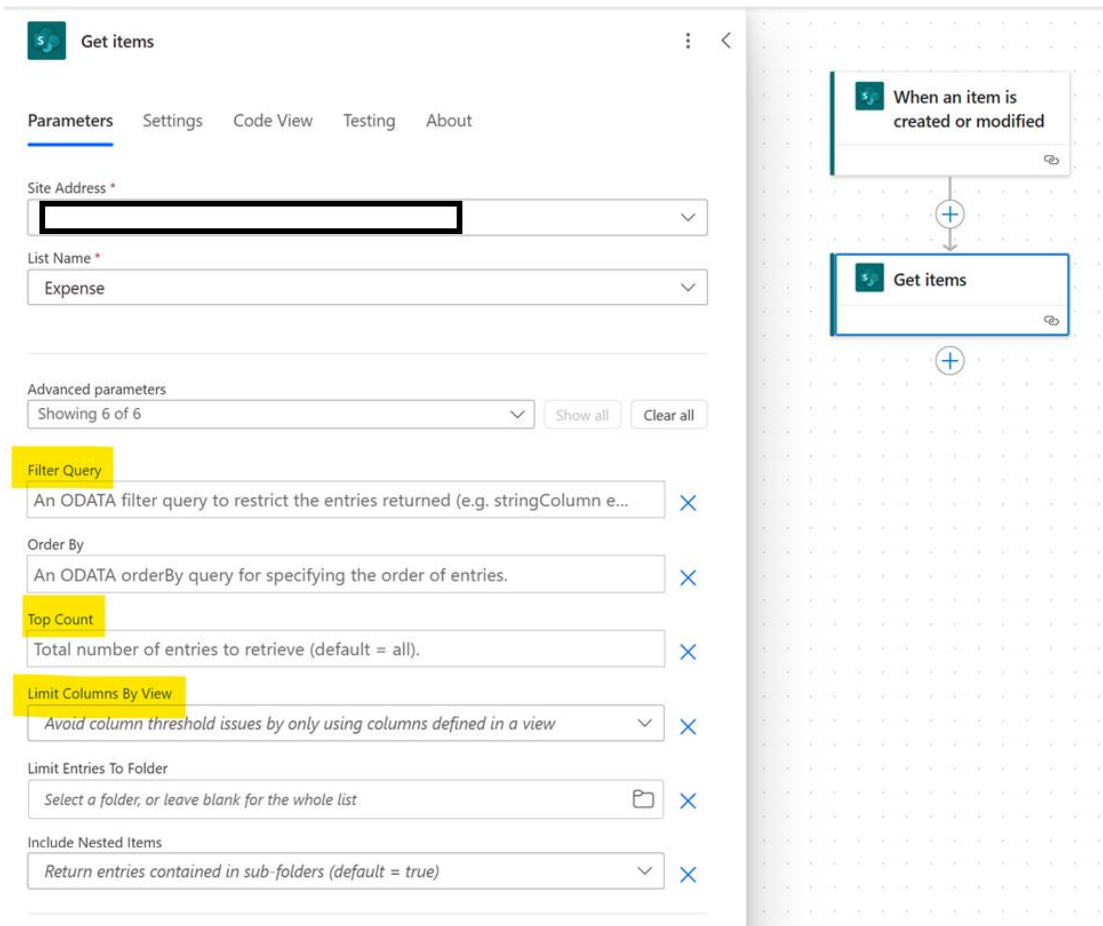 Get items
Parameters Settings Code View Testing About
Site Address *
List Name *
Expense
Advanced parameters
Showing 6 of 6
Show all
Clear all
Filter Query
An ODATA filter query to restrict the entries returned (e.g. stringColumn e...
Order By
An ODATA orderBy query for specifying the order of entries.
Top Count
Total number of entries to retrieve (default = all).
Limit Columns By View
Avoid column threshold issues by only using columns defined in a view
Limit Entries To Folder
Select a folder, or leave blank for the whole list
Include Nested Items
Return entries contained in sub-folders (default = true)
When an item is
created or modified
Get items